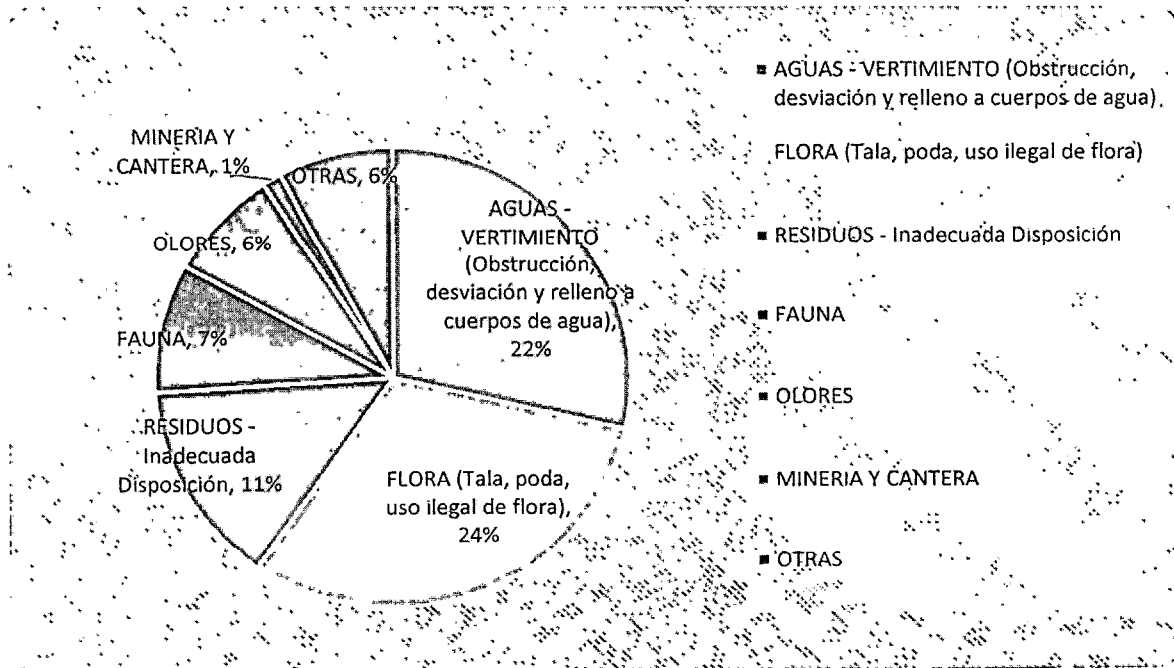 MINERIA Y
CANTERA, 1%
OTRAS, 6%
OLORES, 6%
FAUNA, 7%
RESIDUOS -
Inadecuada
Disposición, 11%
AGUAS -
VERTIMIENTO
(Obstrucción,
desviación y relleno a
cuerpos de agua),
22%
FLORA (Tala, poda,
uso ilegal de flora),
24%
AGUAS - VERTIMIENTO (Obstrucción,
desviación y relleno a cuerpos de agua)
FLORA (Tala, poda, uso ilegal de flora)
RESIDUOS - Inadecuada Disposición
FAUNA
OLORES
MINERIA Y CANTERA
OTRAS